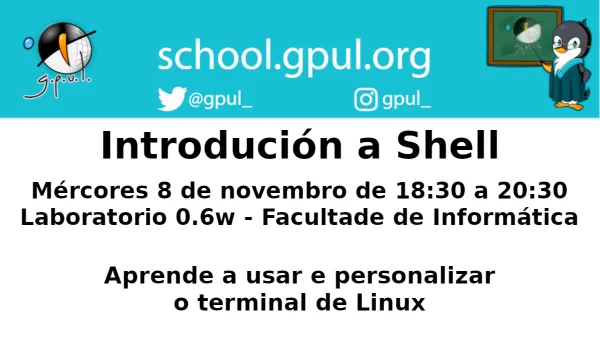 g.p.u.l.
school.gpul.org
@gpul_
gpul_
Introdución a Shell
Mércores 8 de novembro de 18:30 a 20:30
Laboratorio 0.6w - Facultade de Informática
Aprende a usar e personalizar
o terminal de Linux